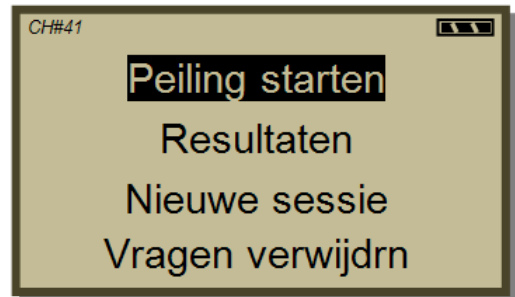 CH#41
Peiling starten
Resultaten
Nieuwe sessie
Vragen verwijdrn